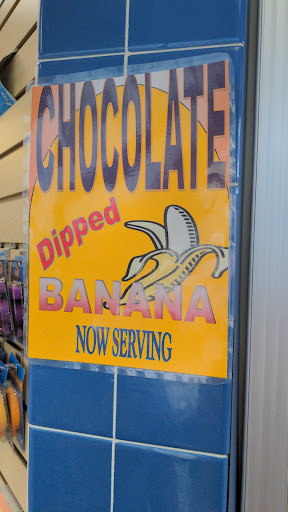 CHOCOLATE
Dipped
BANANA
NOW SERVING